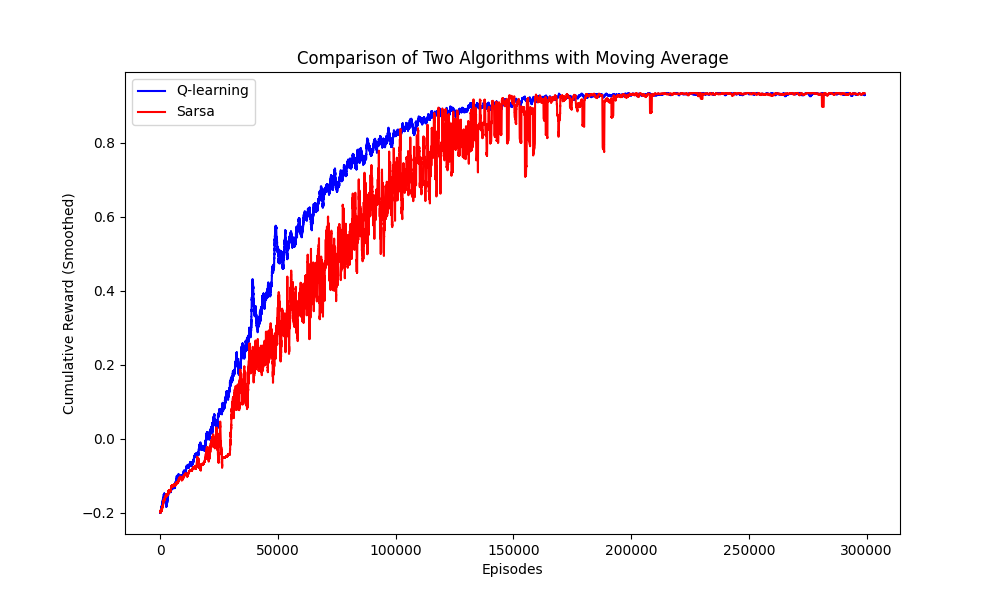 Comparison of Two Algorithms with Moving Average
Q-learning
Sarsa
Cumulative Reward (Smoothed)
0.8
0.6
0.4
0.2
0.0
−0.2
0
50000
100000
150000
200000
250000
300000
Episodes